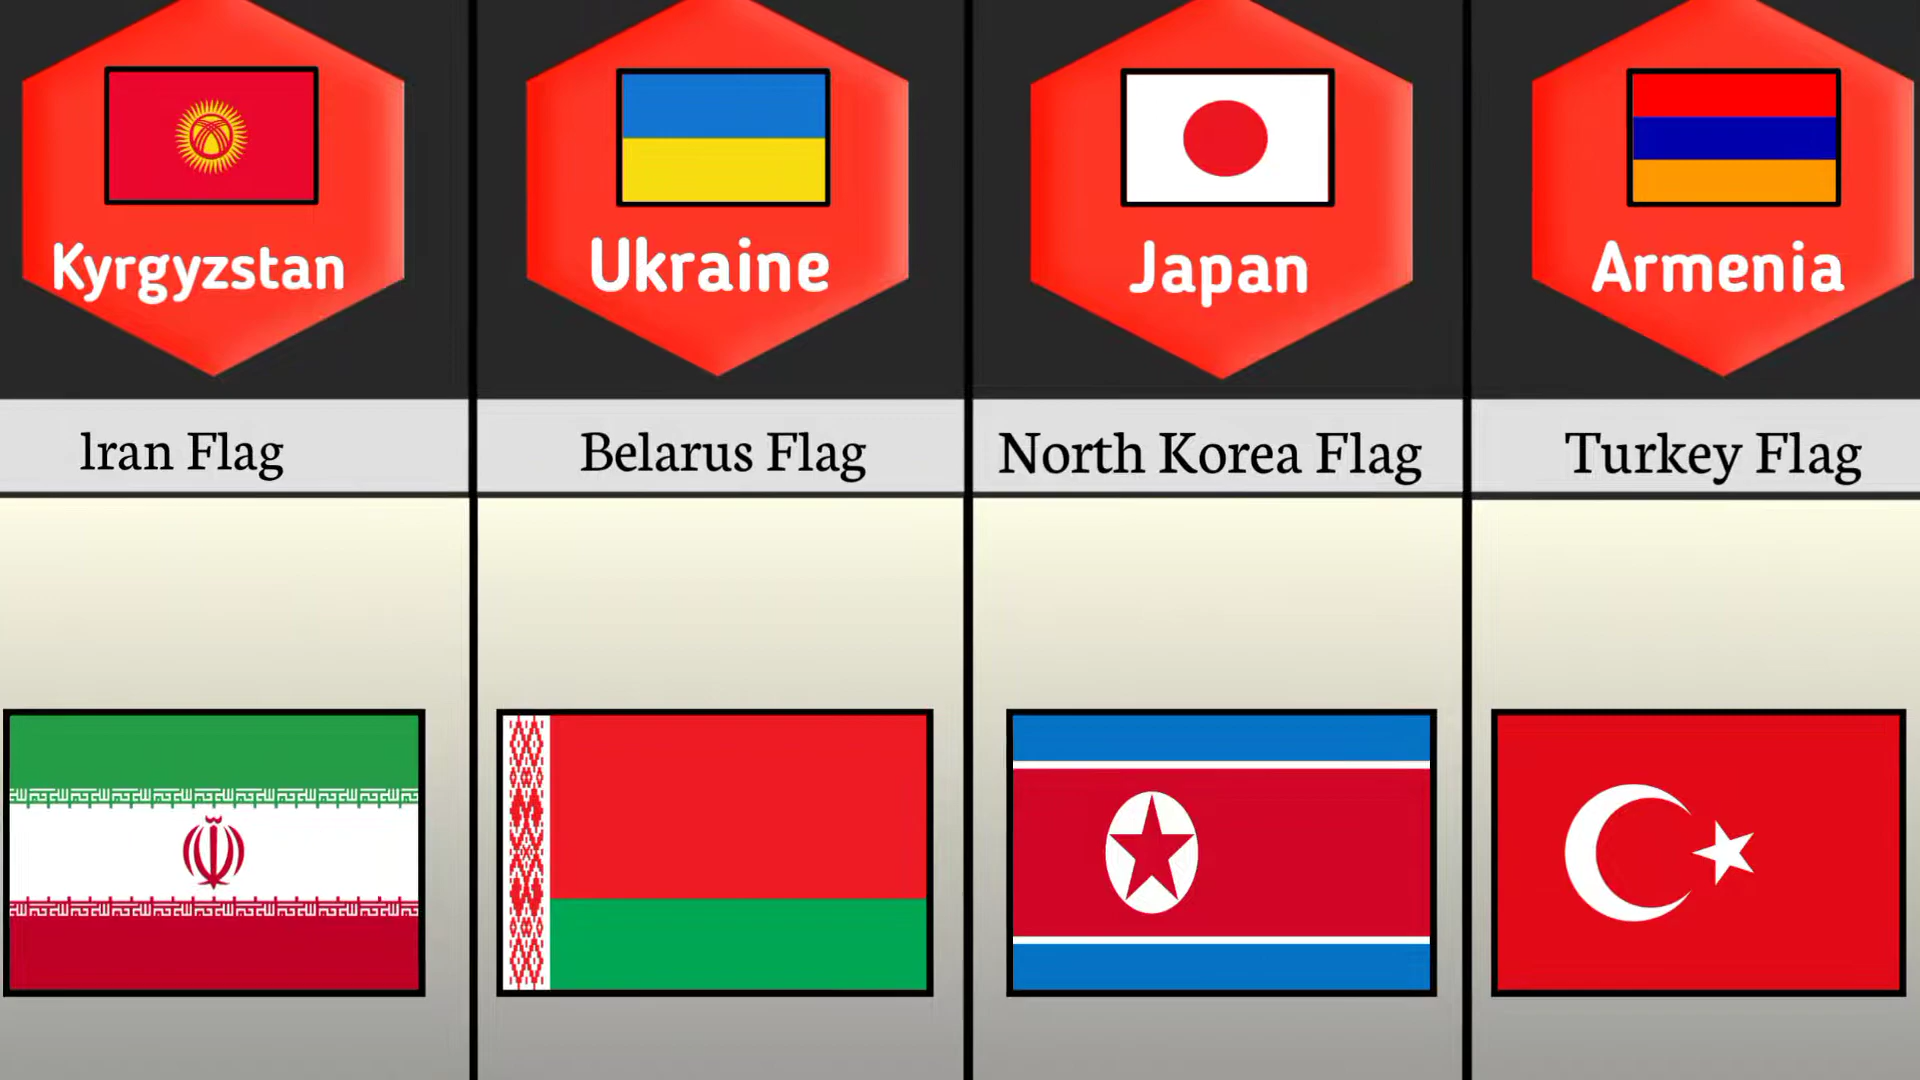 Kyrgyzstan
Ukraine
Japan
Armenia
Iran Flag
Belarus Flag
North Korea Flag
Turkey Flag